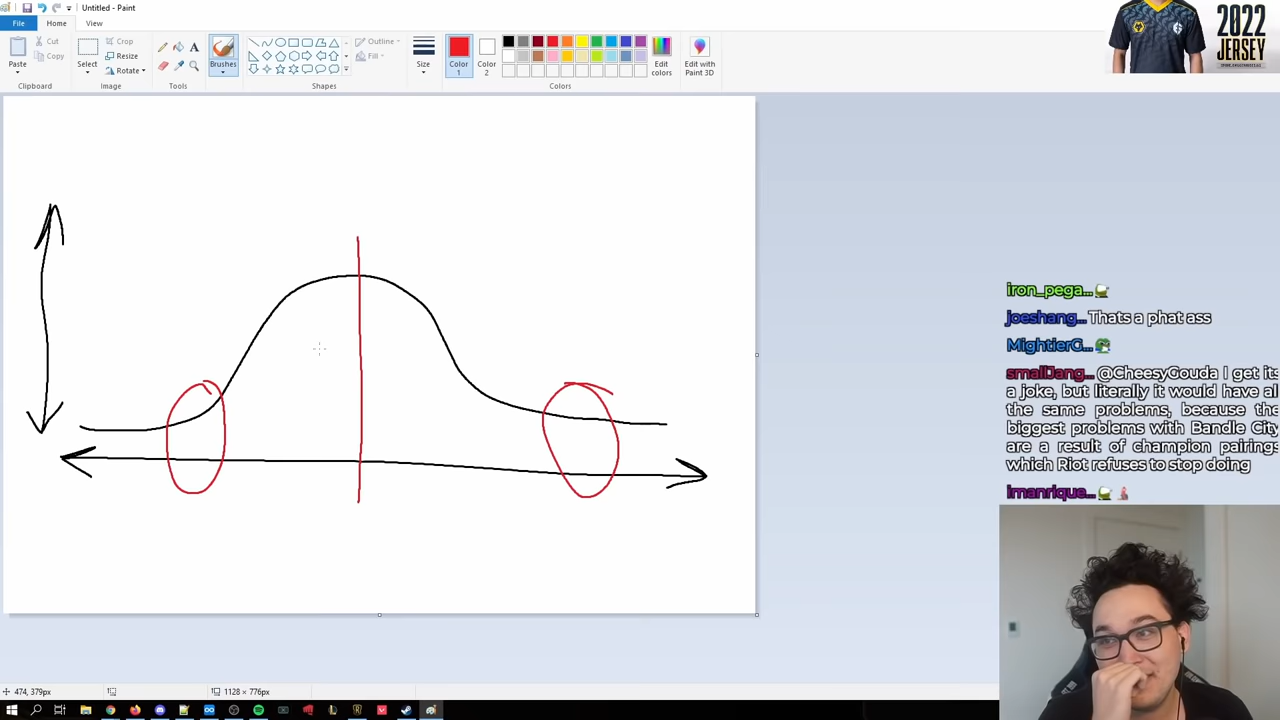 Untitled - Paint
File
Home
View
Paste
Cut
Copy
Clipboard
Select
Crop
Resize
Rotate
Image
Tools
Brushes
Shapes
Outline
Fill
Size
Color 1
Color 2
Colors
Edit colors
Edit with Paint 3D
2022
JERSEY
iron_pega...
joeshang... Thats a phat ass
MightierG...
smallJang... @CheesyGouda I get its
a joke, but literally it would have all
the same problems, because the
biggest problems with Bandle City
are a result of champion pairings
which Riot refuses to stop doing
imanrique...
474, 379px
1128 × 776px